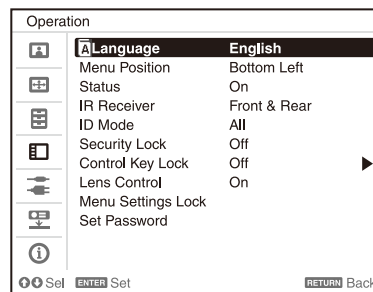 Operation
A Language English
Menu Position Bottom Left
Status On
IR Receiver Front & Rear
ID Mode All
Security Lock Off
Control Key Lock Off
Lens Control On
Menu Settings Lock
Set Password
Sel ENTER Set RETURN Back